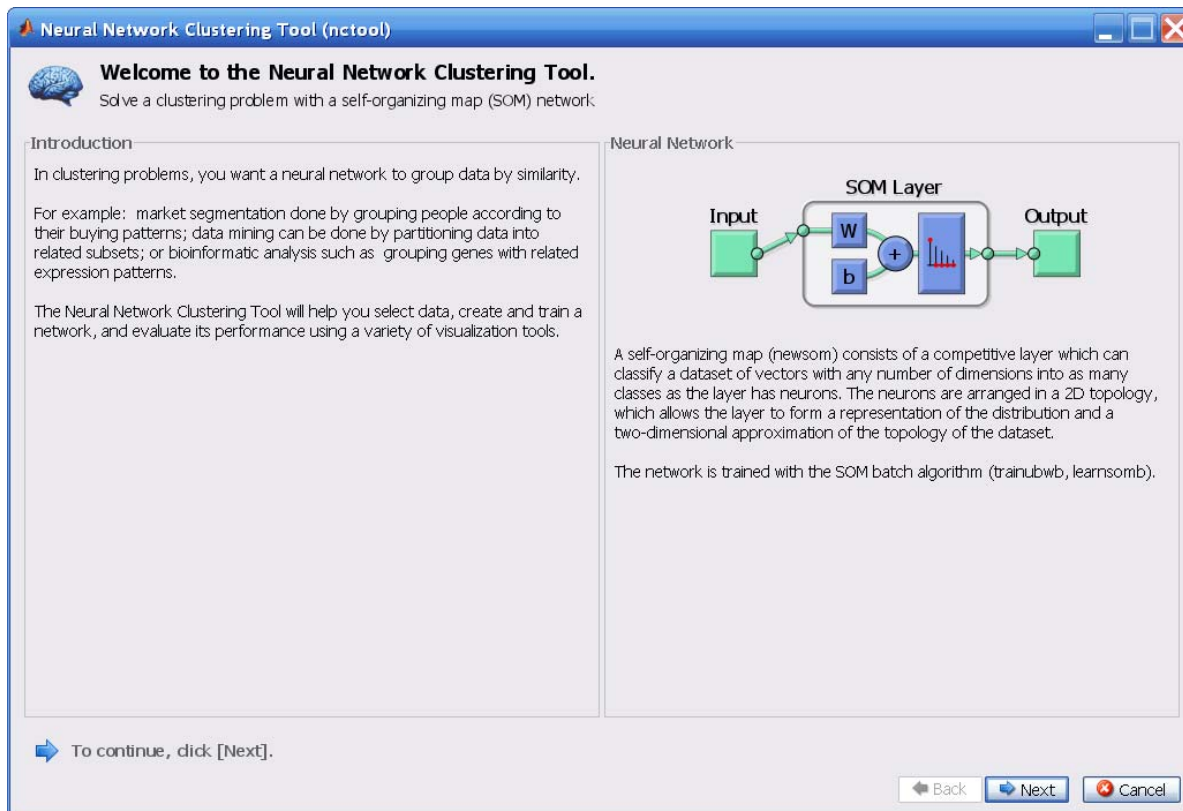 Neural Network Clustering Tool (nctool)
Welcome to the Neural Network Clustering Tool.
Solve a clustering problem with a self-organizing map (SOM) network
Introduction
In clustering problems, you want a neural network to group data by similarity.
For example: market segmentation done by grouping people according to
their buying patterns; data mining can be done by partitioning data into
related subsets; or bioinformatic analysis such as grouping genes with related
expression patterns.
The Neural Network Clustering Tool will help you select data, create and train a
network, and evaluate its performance using a variety of visualization tools.
Neural Network
SOM Layer
Input
Output
W
b
+
A self-organizing map (newsom) consists of a competitive layer which can
classify a dataset of vectors with any number of dimensions into as many
classes as the layer has neurons. The neurons are arranged in a 2D topology,
which allows the layer to form a representation of the distribution and a
two-dimensional approximation of the topology of the dataset.
The network is trained with the SOM batch algorithm (trainubwb, learnsomb).
To continue, click [Next].
Back
Next
Cancel